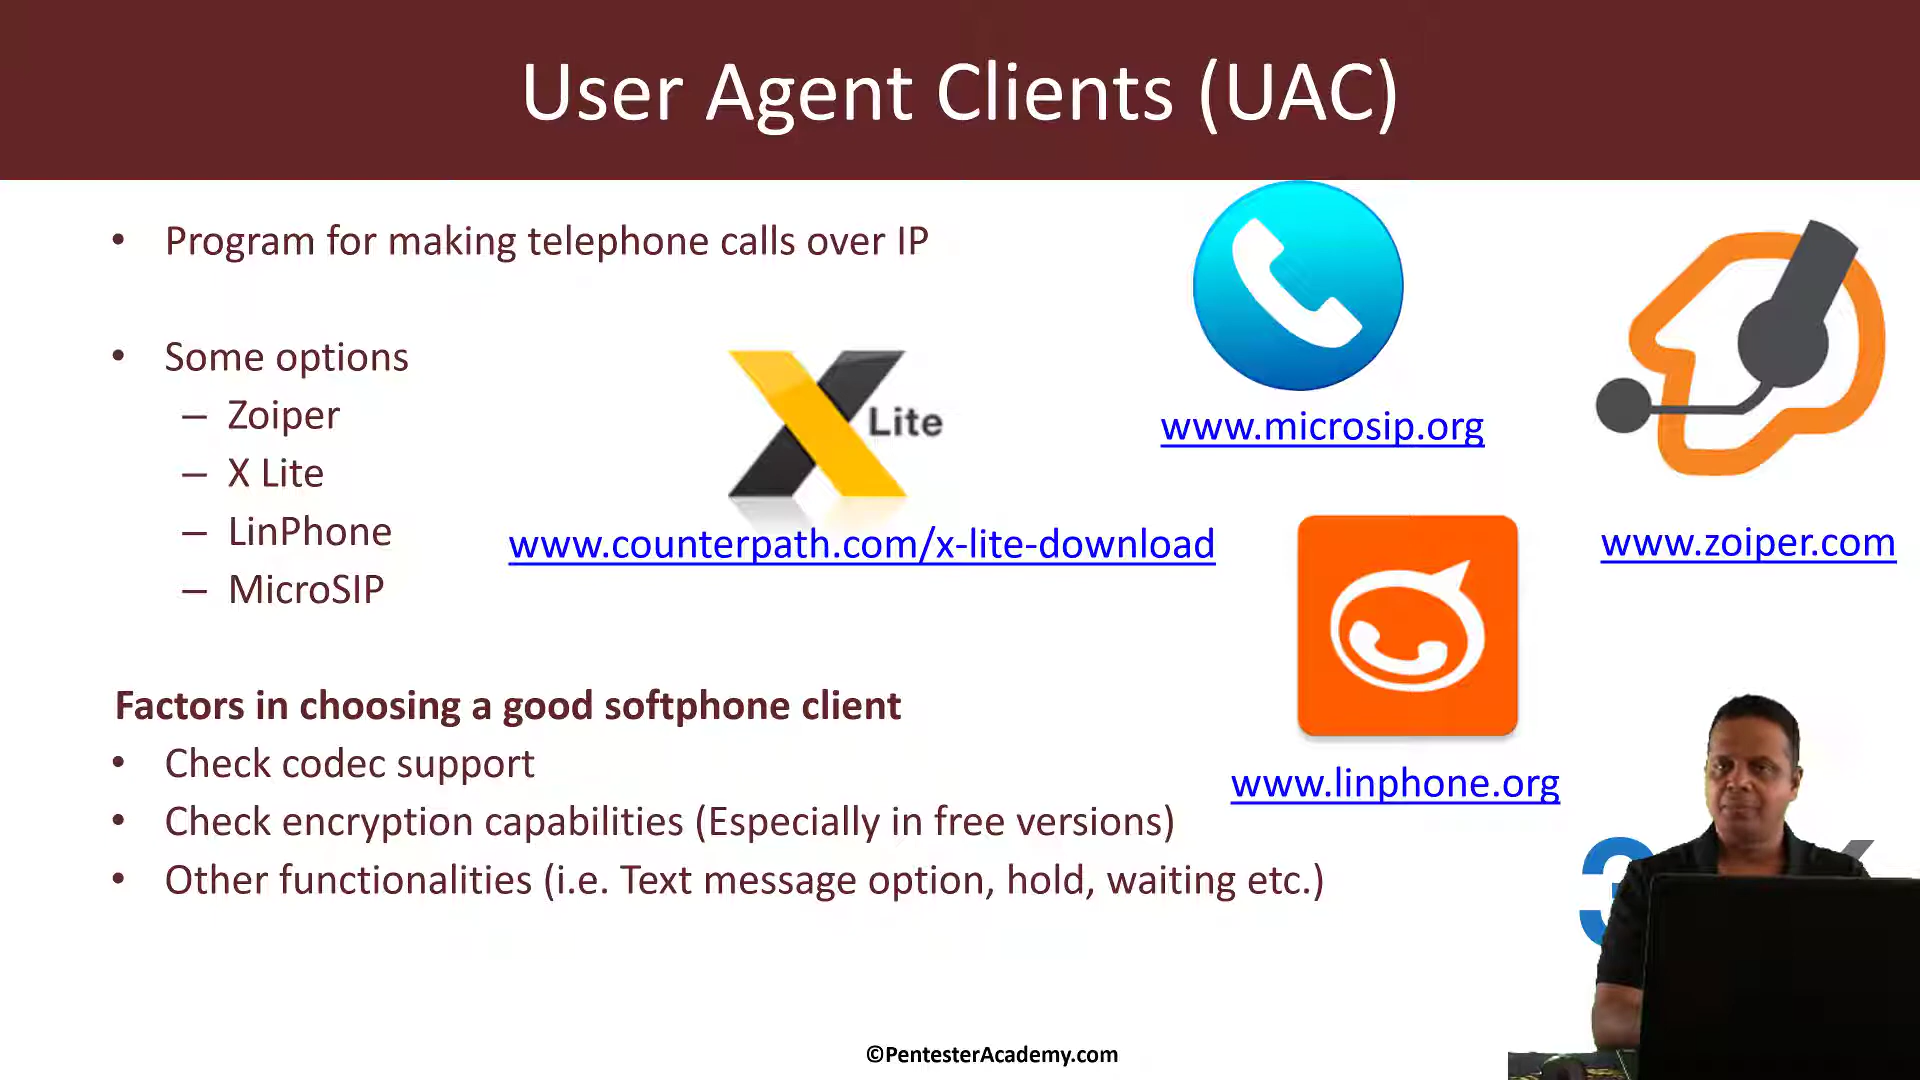 User Agent Clients (UAC)
• Program for making telephone calls over IP
• Some options
– Zoiper
– X Lite
– LinPhone
– MicroSIP
Lite
www.counterpath.com/x-lite-download
www.microsip.org
www.zoiper.com
www.linphone.org
Factors in choosing a good softphone client
• Check codec support
• Check encryption capabilities (Especially in free versions)
• Other functionalities (i.e. Text message option, hold, waiting etc.)
©PentesterAcademy.com